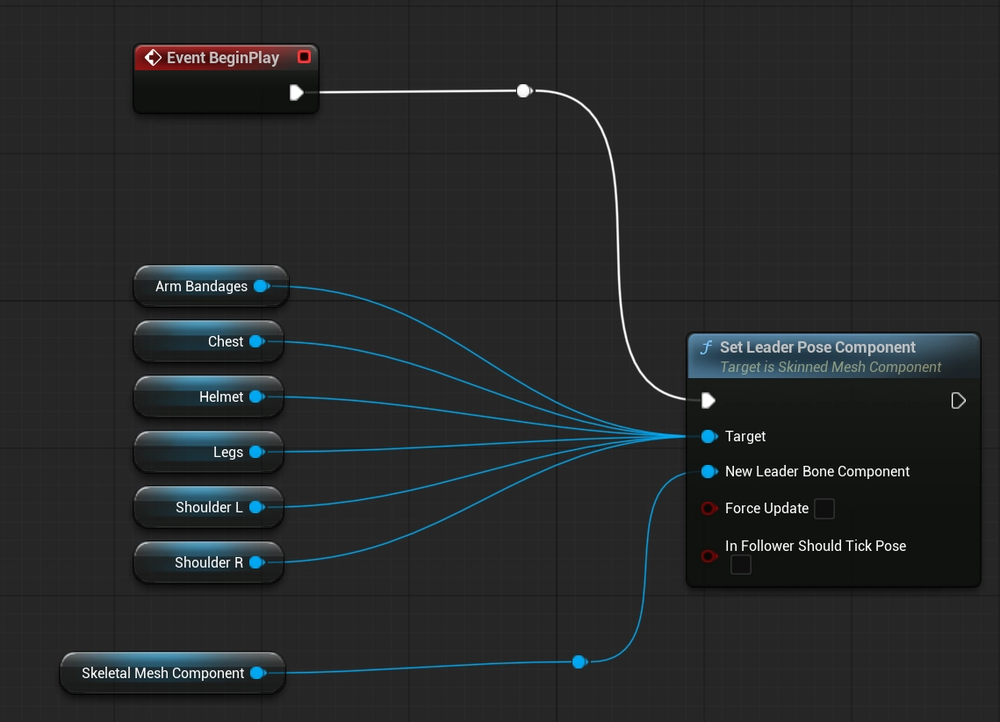 Event BeginPlay
Arm Bandages
Chest
Helmet
Legs
Shoulder L
Shoulder R
Skeletal Mesh Component
f Set Leader Pose Component
Target is Skinned Mesh Component
Target
New Leader Bone Component
Force Update
In Follower Should Tick Pose